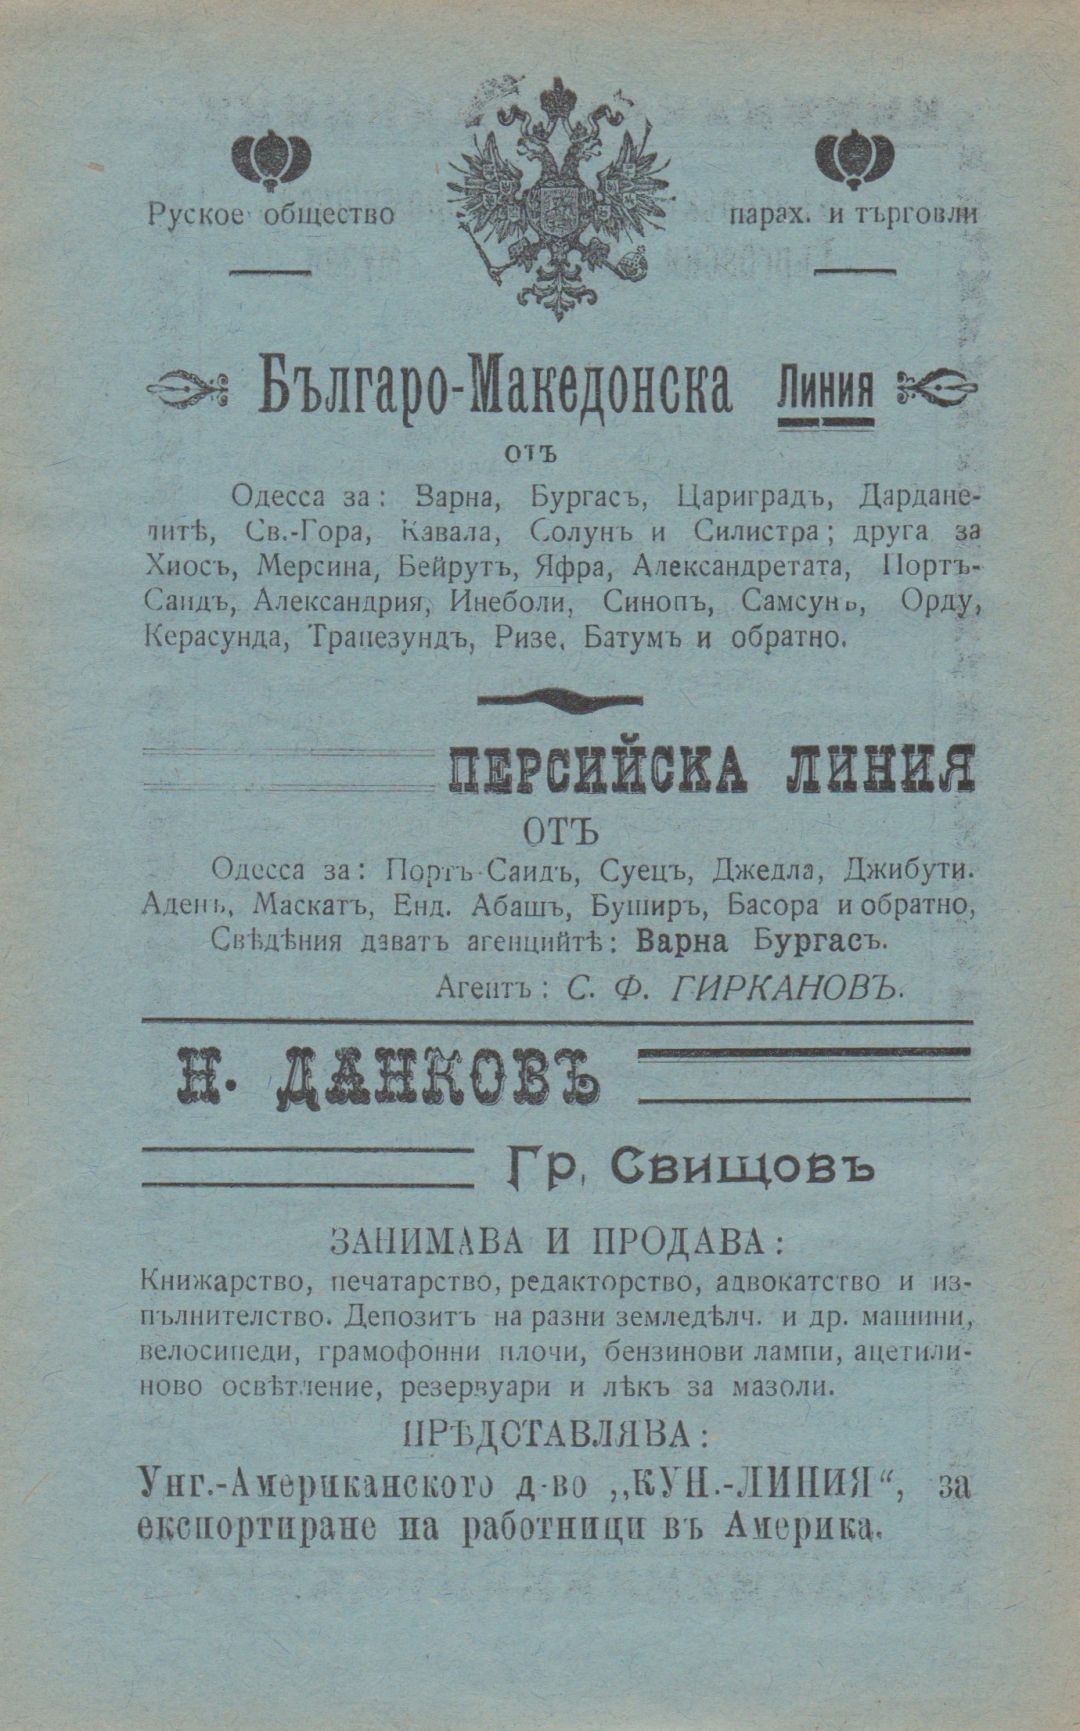 Руское общество
парах. и търговли
Българо-Македонска Линия
отъ
Одесса за: Варна, Бургасъ, Цариградъ, Дардане-
литѣ, Св.-Гора, Кавала, Солунъ и Силистра; друга за
Хиосъ, Мерсина, Бейрутъ, Яфра, Александретата, Портъ-
Саидъ, Александрия, Инеболи, Синопъ, Самсунъ, Орду,
Керасунда, Трапезундъ, Ризе, Батумъ и обратно.
ПЕРСИЙСКА ЛИНИЯ
ОТЪ
Одесса за: Портъ-Саидъ, Суецъ, Джедла, Джибути.
Аденъ, Маскатъ, Енд. Абашъ, Буширъ, Басора и обратно,
Свѣдѣния даватъ агенцийтѣ: Варна Бургасъ.
Агентъ: С. Ф. ГИРКАНОВЪ.
Н. ДАНКОВЪ
Гр, Свищовъ
ЗАНИМАВА И ПРОДАВА:
Книжарство, печатарство, редакторство, адвокатство и из-
пълнителство. Депозитъ на разни земледѣлч. и др. машини,
велосипеди, грамофонни плочи, бензинови лампи, ацетили-
ново освѣтление, резервуари и лѣкъ за мазоли.
ПРѢДСТАВЛЯВА:
Унг.-Американского д-во „КУН.-ЛИНИЯ“, за
експортиране на работници въ Америка.